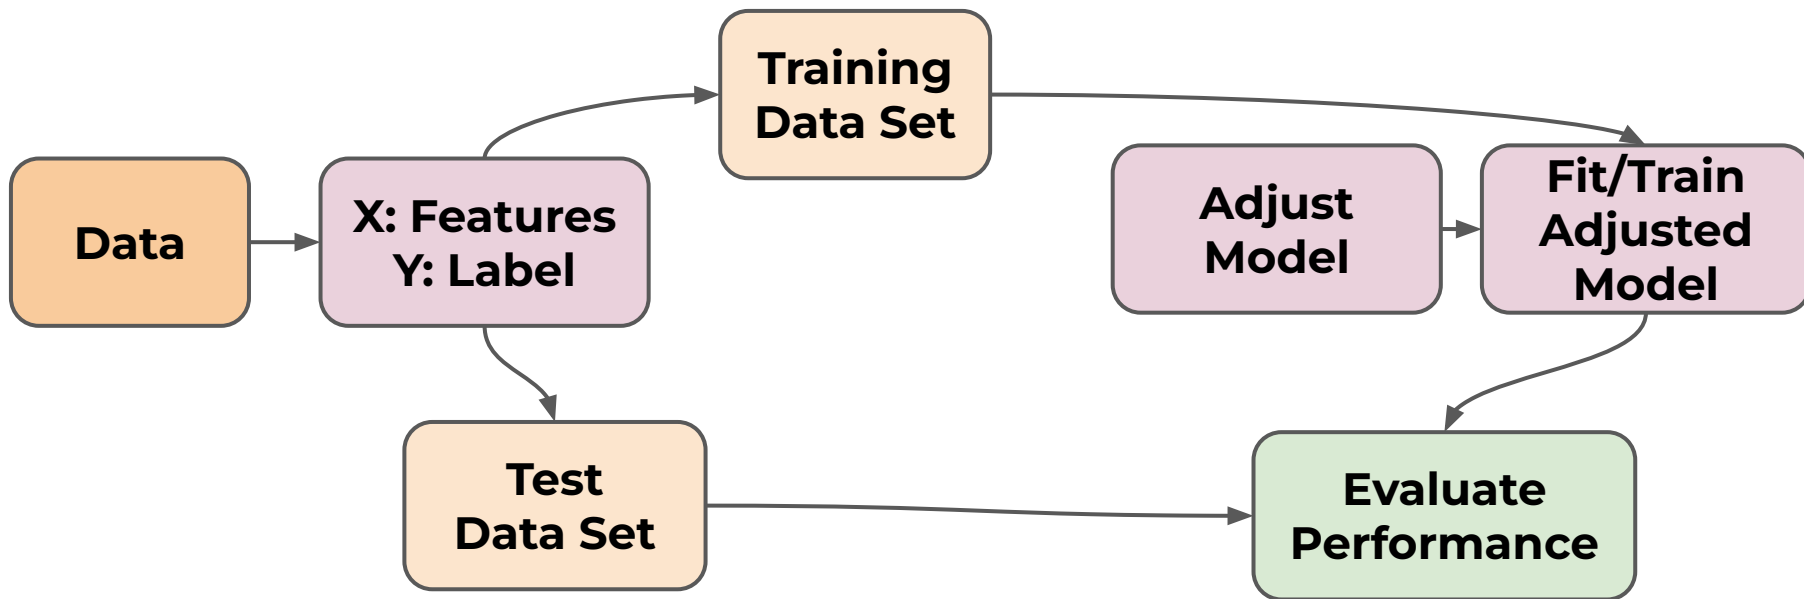 Training
Data Set
Data
X: Features
Y: Label
Adjust
Model
Fit/Train
Adjusted
Model
Test
Data Set
Evaluate
Performance